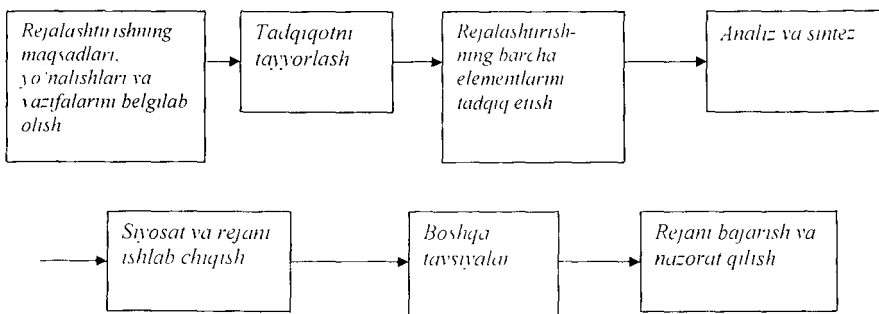 Rejalashtirishning
maqsadlari,
yo'nalishlari va
vazifalarini belgilab
olish
Tadqiqotni
tayyorlash
Rejalashtirish-
ning barcha
elementlarini
tadqiq etish
Analiz va sintez
Siyosat va rejani
ishlab chiqish
Boshqa
tavsiyalar
Rejani bajarish va
nazorat qilish